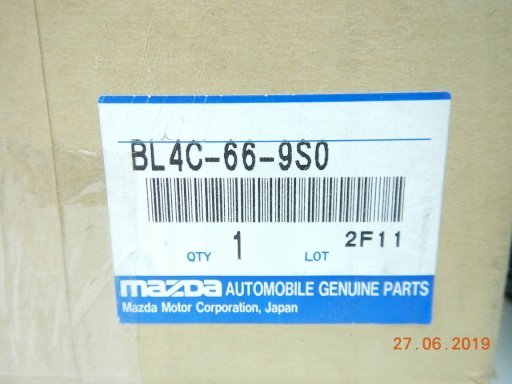 BL4C-66-9S0
QTY 1 LOT 2F11
mazda AUTOMOBILE GENUINE PARTS
Mazda Motor Corporation, Japan
27.06.2019